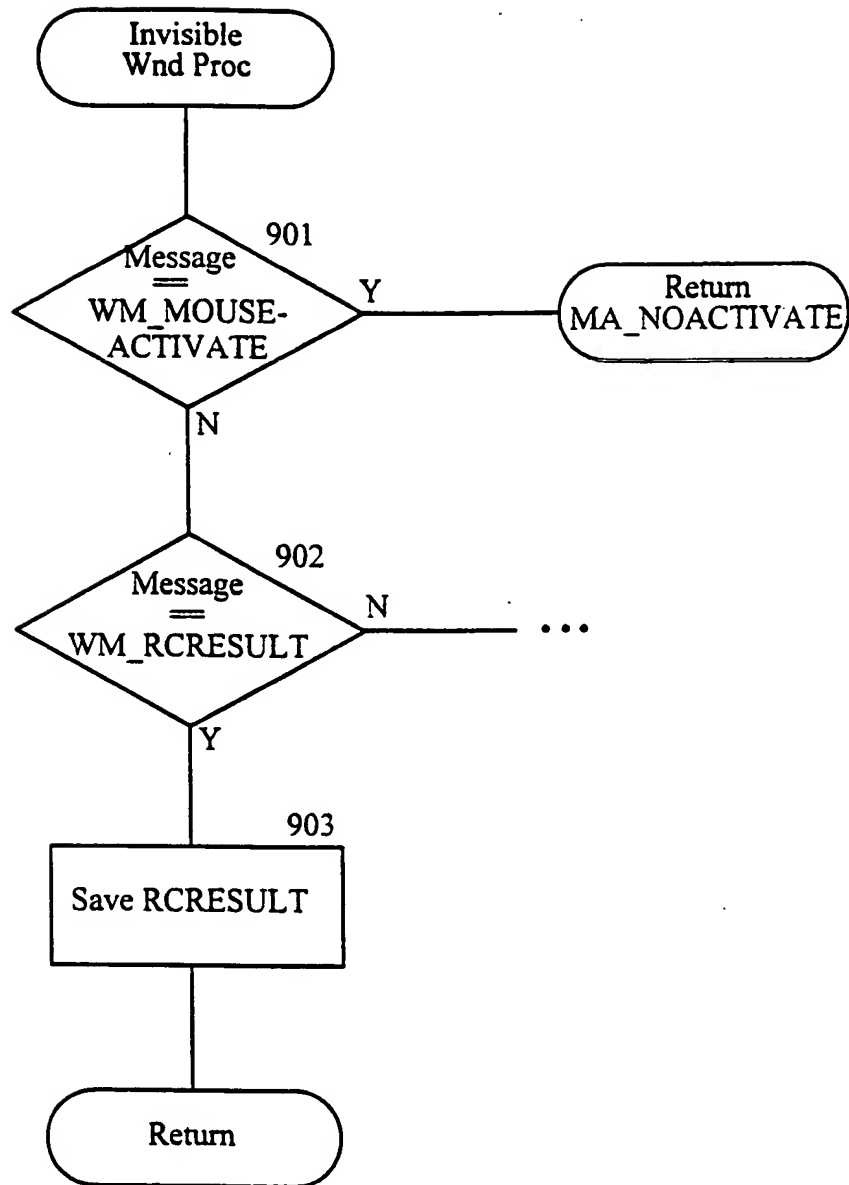 Invisible
Wnd Proc
901
Message
==
WM_MOUSE-
ACTIVATE
Y
Return
MA_NOACTIVATE
N
902
Message
==
WM_RCRESULT
N
...
Y
903
Save RCRESULT
Return